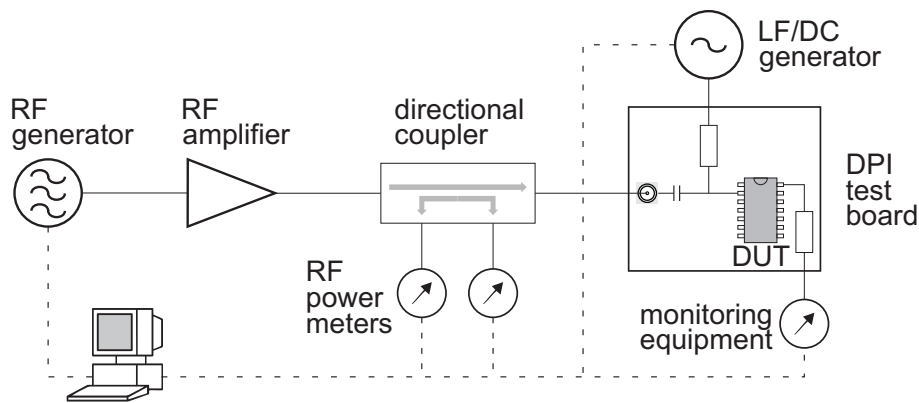 LF/DC
generator
RF
generator
RF
amplifier
directional
coupler
DPI
test
board
DUT
RF
power
meters
monitoring
equipment